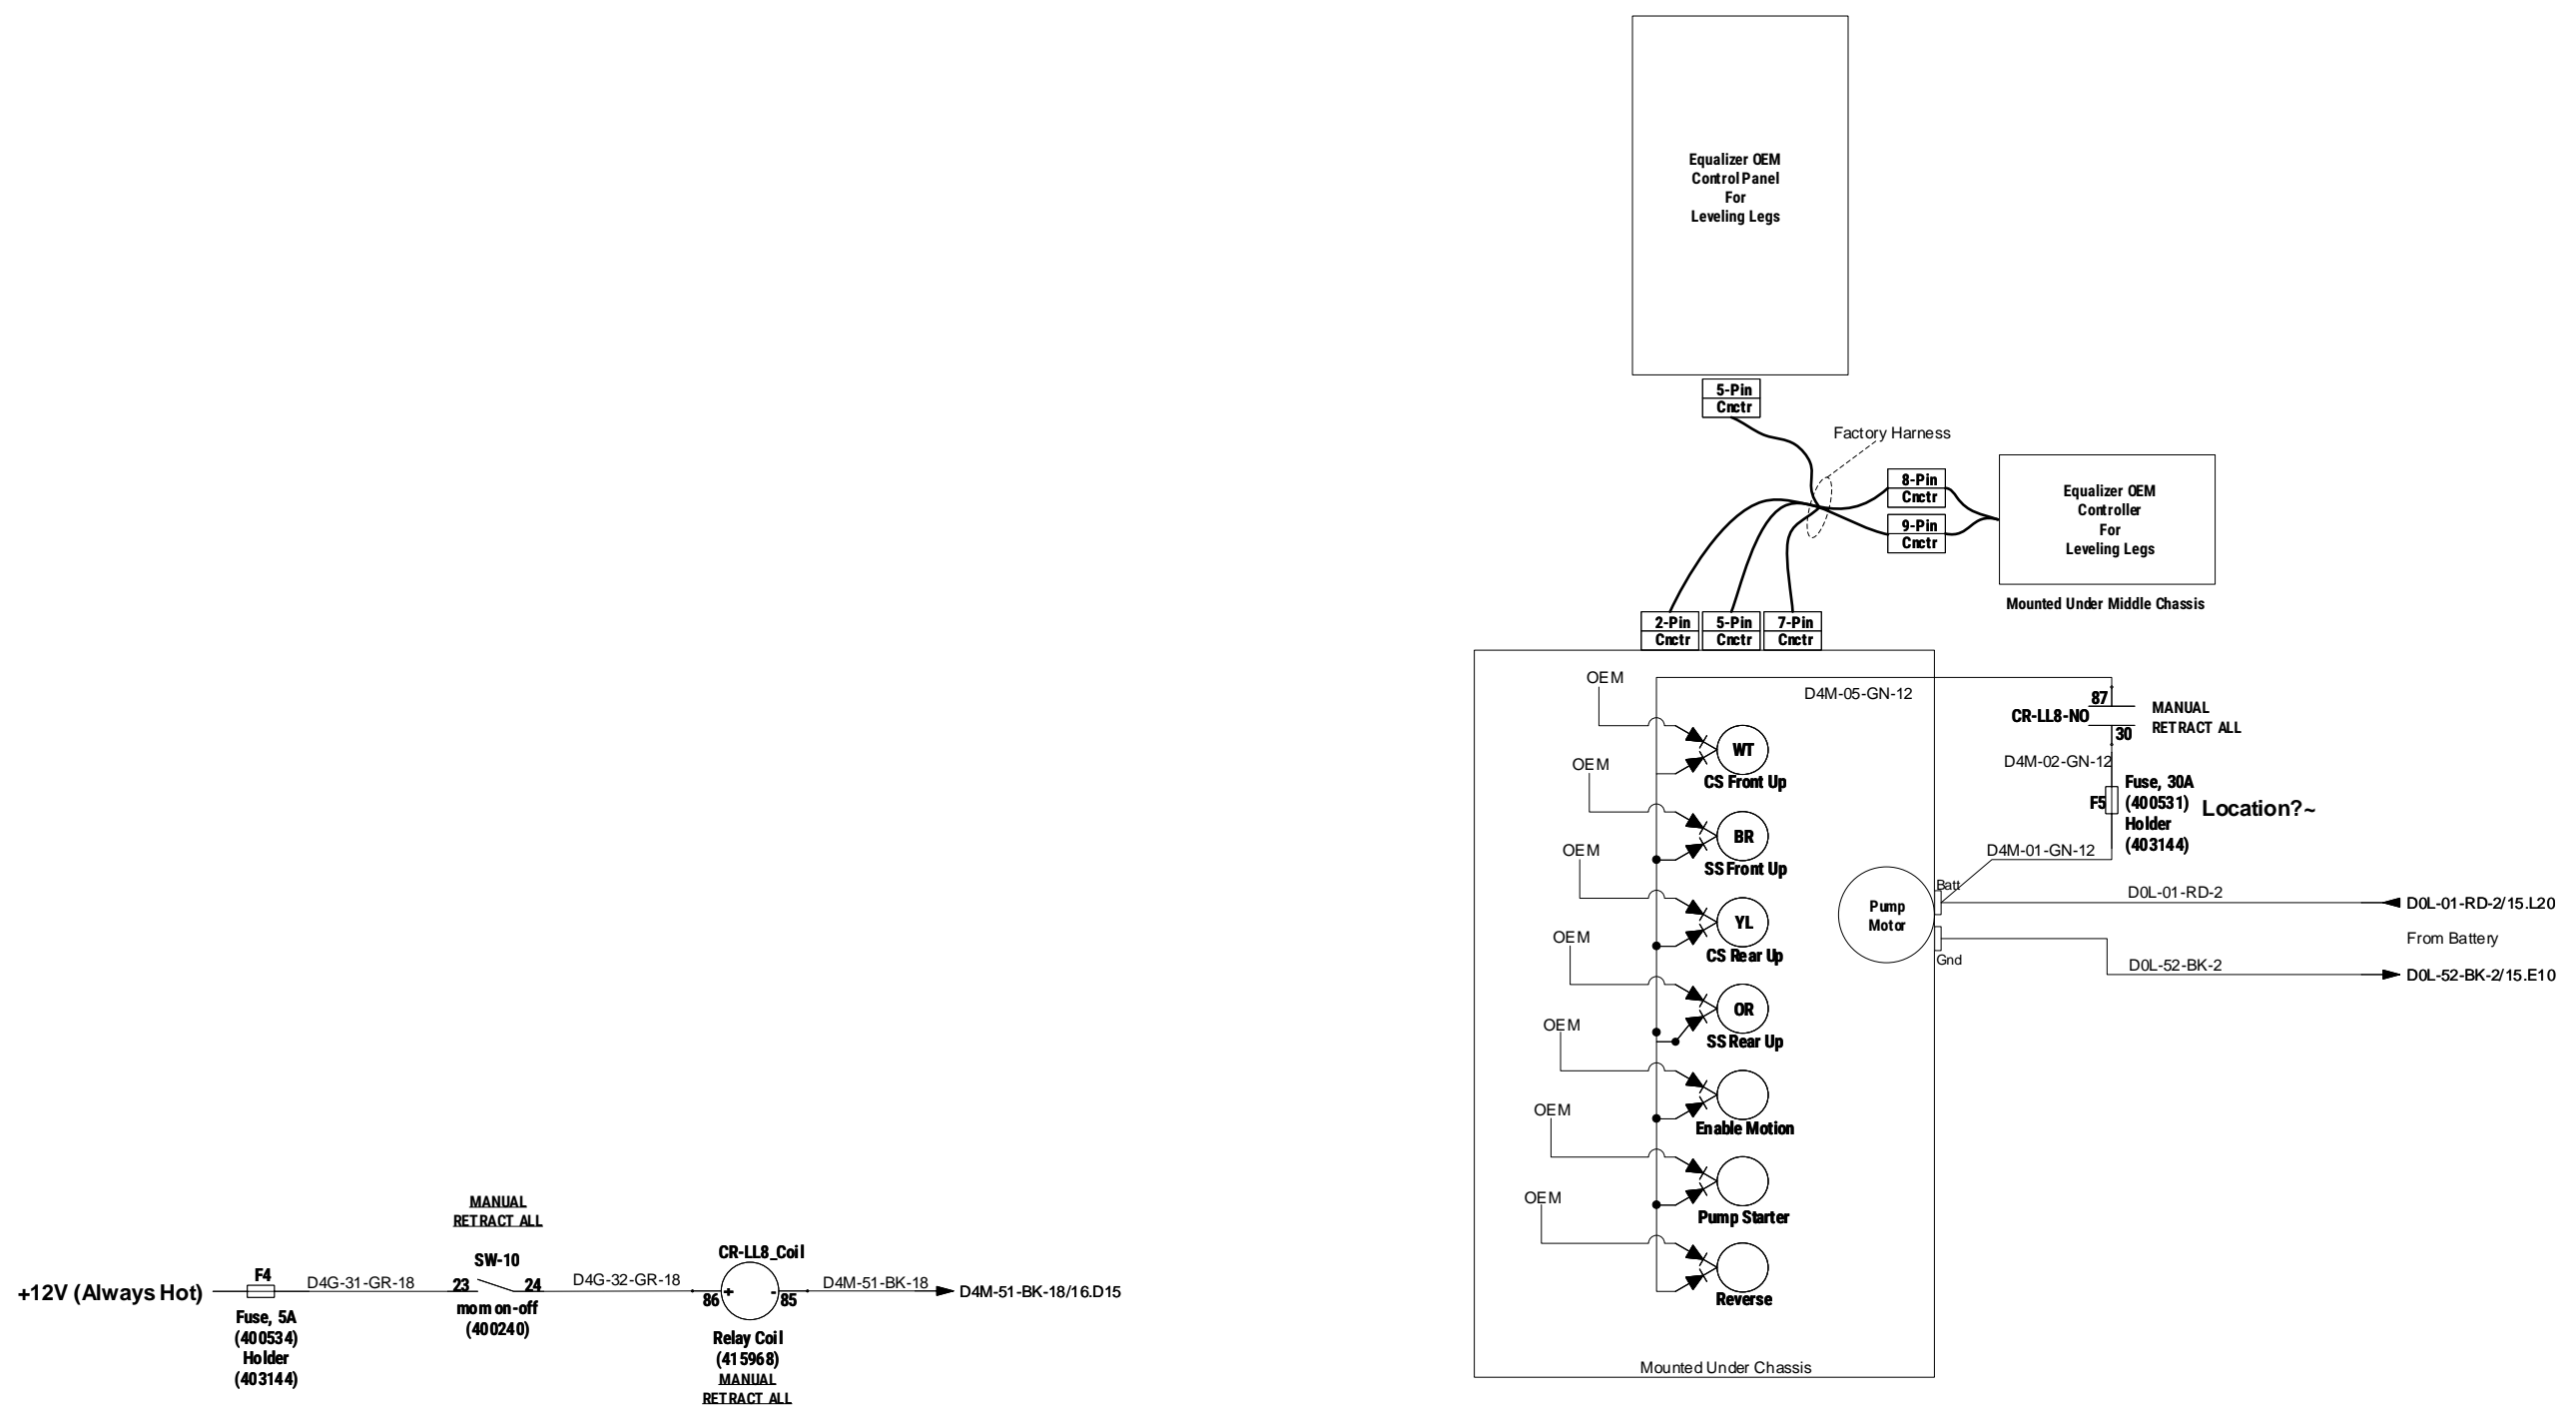 Equalizer OEM
Control Panel
For
Leveling Legs
5-Pin
Cnctr
Factory Harness
8-Pin
Cnctr
9-Pin
Cnctr
Equalizer OEM
Controller
For
Leveling Legs
Mounted Under Middle Chassis
2-Pin
Cnctr
5-Pin
Cnctr
7-Pin
Cnctr
OEM
D4M-05-GN-12
WT
CS Front Up
OEM
BR
SS Front Up
OEM
YL
CS Rear Up
OEM
OR
SS Rear Up
OEM
Enable Motion
OEM
Pump Starter
OEM
Reverse
Mounted Under Chassis
87
CR-LL8-NO
30
MANUAL
RETRACT ALL
D4M-02-GN-12
F5
Fuse, 30A
(400531)
Holder
(403144)
Location?~
D4M-01-GN-12
Pump
Motor
Batt
Gnd
D0L-01-RD-2
D0L-01-RD-2/15.L20
From Battery
D0L-52-BK-2
D0L-52-BK-2/15.E10
+12V (Always Hot)
F4
Fuse, 5A
(400534)
Holder
(403144)
D4G-31-GR-18
MANUAL
RETRACT ALL
SW-10
23
24
mom on-off
(400240)
D4G-32-GR-18
CR-LL8_Coil
86
+
-
85
Relay Coil
(415968)
MANUAL
RETRACT ALL
D4M-51-BK-18
D4M-51-BK-18/16.D15